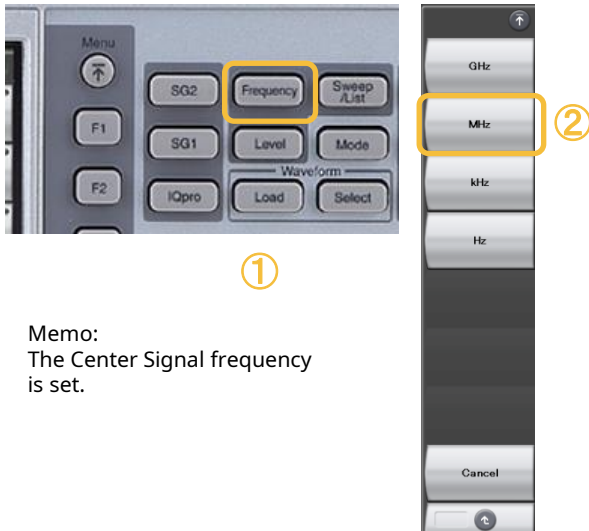 Menu
SG2
Frequency
Sweep
/List
F1
SG1
Level
Mode
Waveform
F2
IQpro
Load
Select
①
Memo:
The Center Signal frequency
is set.
GHz
MHz
②
kHz
Hz
Cancel